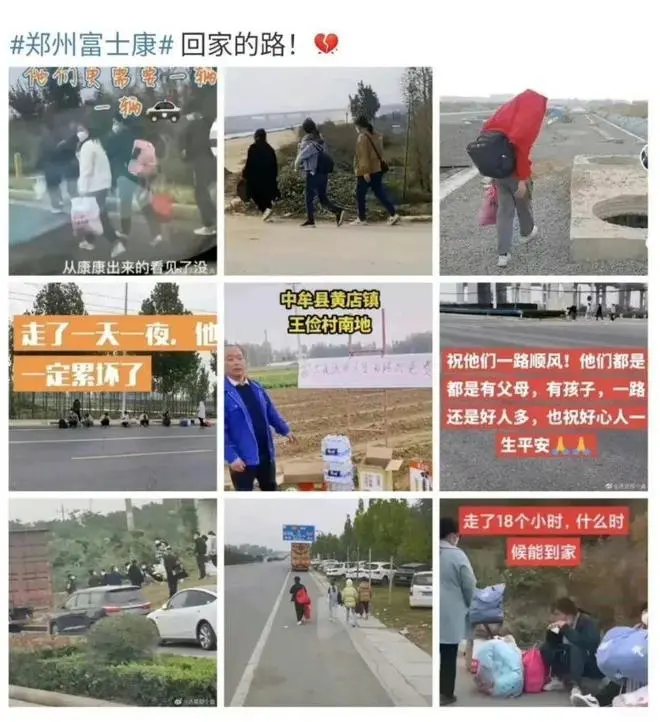 #郑州富士康# 回家的路！💔
他们更需要一辆
一辆🚓
从康康出来的看见了没
走了一天一夜，他
一定累坏了
中牟县黄店镇
王俭村南地
祝他们一路顺风！他们都是
都是有父母，有孩子，一路
还是好人多，也祝好心人一
生平安🙏🙏
走了18个小时，什么时
候能到家